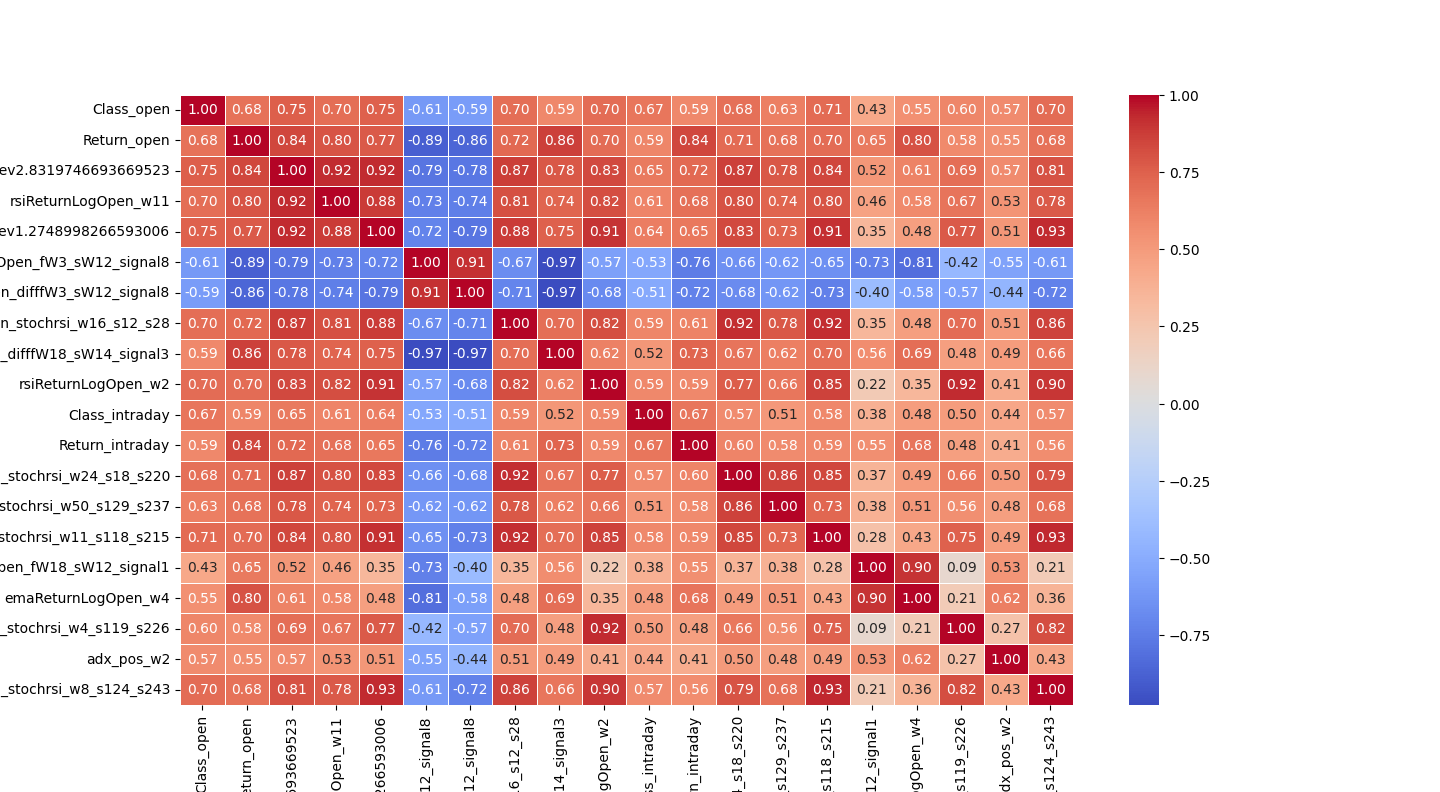 Class_open 1.00 0.68 0.75 0.70 0.75 -0.61 -0.59 0.70 0.59 0.70 0.67 0.59 0.68 0.63 0.71 0.43 0.55 0.60 0.57 0.70 1.00
Return_open 0.68 1.00 0.84 0.80 0.77 -0.89 -0.86 0.72 0.86 0.70 0.59 0.84 0.71 0.68 0.70 0.65 0.80 0.58 0.55 0.68
ev2.8319746693669523 0.75 0.84 1.00 0.92 0.92 -0.79 -0.78 0.87 0.78 0.83 0.65 0.72 0.87 0.78 0.84 0.52 0.61 0.69 0.57 0.81 0.75
rsiReturnLogOpen_w11 0.70 0.80 0.92 1.00 0.88 -0.73 -0.74 0.81 0.74 0.82 0.61 0.68 0.80 0.74 0.80 0.46 0.58 0.67 0.53 0.78
ev1.2748998266593006 0.75 0.77 0.92 0.88 1.00 -0.72 -0.79 0.88 0.75 0.91 0.64 0.65 0.83 0.73 0.91 0.35 0.48 0.77 0.51 0.93 0.50
Open_fW3_sW12_signal8 -0.61 -0.89 -0.79 -0.73 -0.72 1.00 0.91 -0.67 -0.97 -0.57 -0.53 -0.76 -0.66 -0.62 -0.65 -0.73 -0.81 -0.42 -0.55 -0.61
n_difffW3_sW12_signal8 -0.59 -0.86 -0.78 -0.74 -0.79 0.91 1.00 -0.71 -0.97 -0.68 -0.51 -0.72 -0.68 -0.62 -0.73 -0.40 -0.58 -0.57 -0.44 -0.72
n_stochrsi_w16_s12_s28 0.70 0.72 0.87 0.81 0.88 -0.67 -0.71 1.00 0.70 0.82 0.59 0.61 0.92 0.78 0.92 0.35 0.48 0.70 0.51 0.86 0.25
_difffW18_sW14_signal3 0.59 0.86 0.78 0.74 0.75 -0.97 -0.97 0.70 1.00 0.62 0.52 0.73 0.67 0.62 0.70 0.56 0.69 0.48 0.49 0.66
rsiReturnLogOpen_w2 0.70 0.70 0.83 0.82 0.91 -0.57 -0.68 0.82 0.62 1.00 0.59 0.59 0.77 0.66 0.85 0.22 0.35 0.92 0.41 0.90 0.00
Class_intraday 0.67 0.59 0.65 0.61 0.64 -0.53 -0.51 0.59 0.52 0.59 1.00 0.67 0.57 0.51 0.58 0.38 0.48 0.50 0.44 0.57
Return_intraday 0.59 0.84 0.72 0.68 0.65 -0.76 -0.72 0.61 0.73 0.59 0.67 1.00 0.60 0.58 0.59 0.55 0.68 0.48 0.41 0.56
_stochrsi_w24_s18_s220 0.68 0.71 0.87 0.80 0.83 -0.66 -0.68 0.92 0.67 0.77 0.57 0.60 1.00 0.86 0.85 0.37 0.49 0.66 0.50 0.79 −0.25
stochrsi_w50_s129_s237 0.63 0.68 0.78 0.74 0.73 -0.62 -0.62 0.78 0.62 0.66 0.51 0.58 0.86 1.00 0.73 0.38 0.51 0.56 0.48 0.68
stochrsi_w11_s118_s215 0.71 0.70 0.84 0.80 0.91 -0.65 -0.73 0.92 0.70 0.85 0.58 0.59 0.85 0.73 1.00 0.28 0.43 0.75 0.49 0.93 −0.50
pen_fW18_sW12_signal1 0.43 0.65 0.52 0.46 0.35 -0.73 -0.40 0.35 0.56 0.22 0.38 0.55 0.37 0.38 0.28 1.00 0.90 0.09 0.53 0.21
emaReturnLogOpen_w4 0.55 0.80 0.61 0.58 0.48 -0.81 -0.58 0.48 0.69 0.35 0.48 0.68 0.49 0.51 0.43 0.90 1.00 0.21 0.62 0.36
_stochrsi_w4_s119_s226 0.60 0.58 0.69 0.67 0.77 -0.42 -0.57 0.70 0.48 0.92 0.50 0.48 0.66 0.56 0.75 0.09 0.21 1.00 0.27 0.82 −0.75
adx_pos_w2 0.57 0.55 0.57 0.53 0.51 -0.55 -0.44 0.51 0.49 0.41 0.44 0.41 0.50 0.48 0.49 0.53 0.62 0.27 1.00 0.43
_stochrsi_w8_s124_s243 0.70 0.68 0.81 0.78 0.93 -0.61 -0.72 0.86 0.66 0.90 0.57 0.56 0.79 0.68 0.93 0.21 0.36 0.82 0.43 1.00
Class_open
eturn_open
693669523
Open_w11
266593006
12_signal8
12_signal8
6_s12_s28
14_signal3
gOpen_w2
ss_intraday
rn_intraday
4_s18_s220
_s129_s237
_s118_s215
12_signal1
gOpen_w4
_s119_s226
dx_pos_w2
_s124_s243